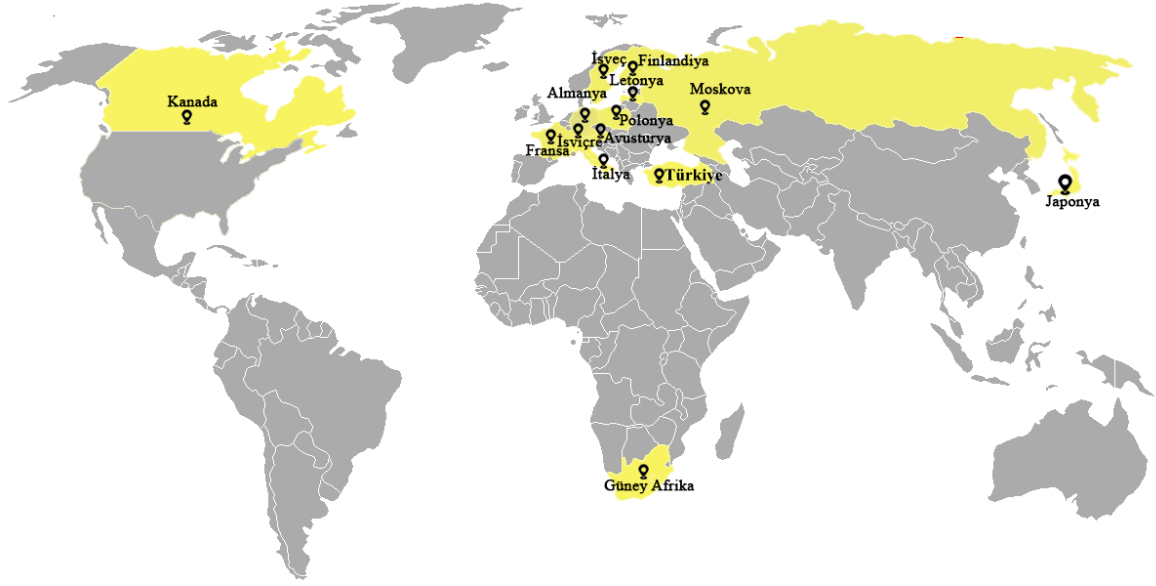 İsveç
Finlandiya
Letonya
Almanya
Moskova
Kanada
Polonya
Avusturya
İsviçre
Fransa
İtalya
Türkiye
Japonya
Güney Afrika